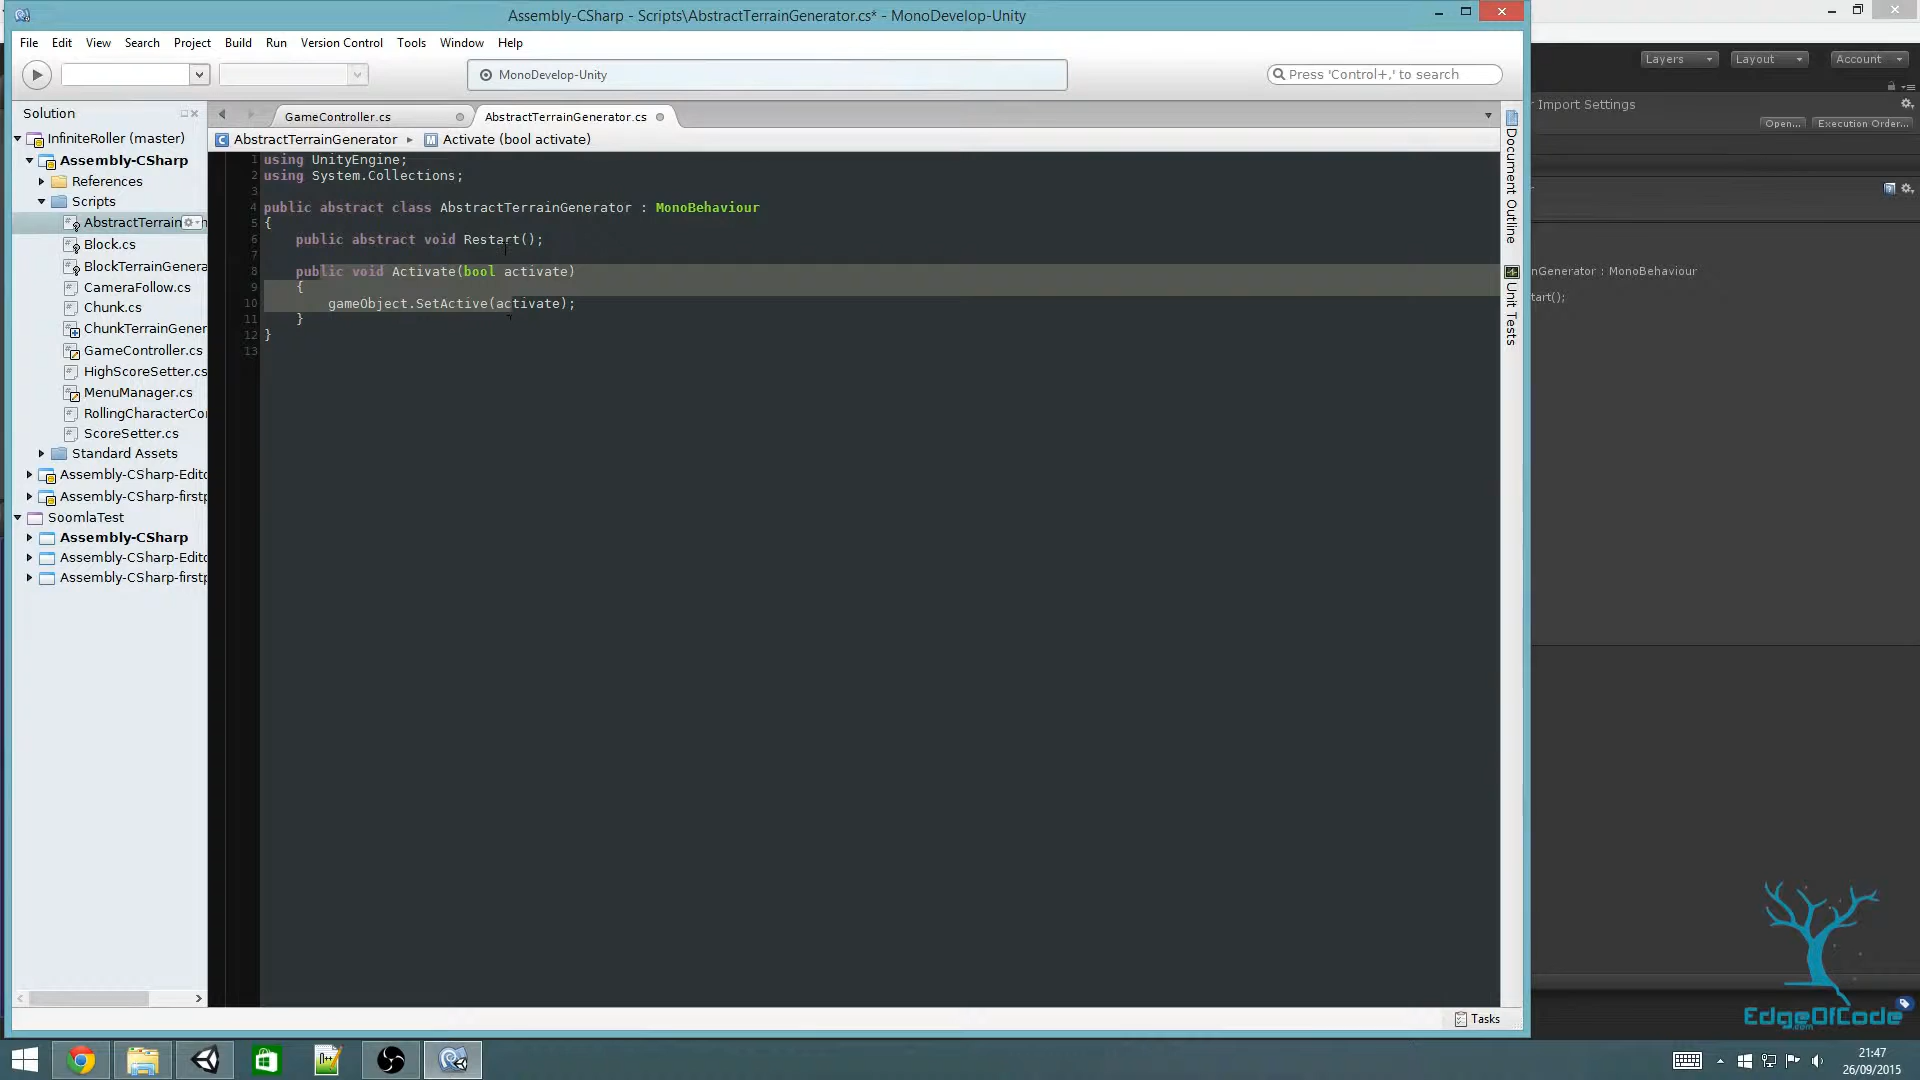 Assembly-CSharp - Scripts\AbstractTerrainGenerator.cs* - MonoDevelop-Unity
File Edit View Search Project Build Run Version Control Tools Window Help
MonoDevelop-Unity
Press 'Control+,' to search
Layers Layout Account
Solution
GameController.cs
AbstractTerrainGenerator.cs
r Import Settings
Open... Execution Order...
InfiniteRoller (master)
AbstractTerrainGenerator
Activate (bool activate)
Assembly-CSharp
References
Scripts
AbstractTerrain
Block.cs
BlockTerrainGenera
CameraFollow.cs
Chunk.cs
ChunkTerrainGener
GameController.cs
HighScoreSetter.cs
MenuManager.cs
RollingCharacterCo
ScoreSetter.cs
Standard Assets
Assembly-CSharp-Edito
Assembly-CSharp-firstp
SoomlaTest
Assembly-CSharp
Assembly-CSharp-Edito
Assembly-CSharp-firstp
1 using UnityEngine;
2 using System.Collections;
3
4 public abstract class AbstractTerrainGenerator : MonoBehaviour
5 {
6 public abstract void Restart();
7
8 public void Activate(bool activate)
9 {
10 gameObject.SetActive(activate);
11 }
12 }
13
Document Outline
Unit Tests
nGenerator : MonoBehaviour
tart();
Tasks
EdgeOfCode
.com
21:47
26/09/2015